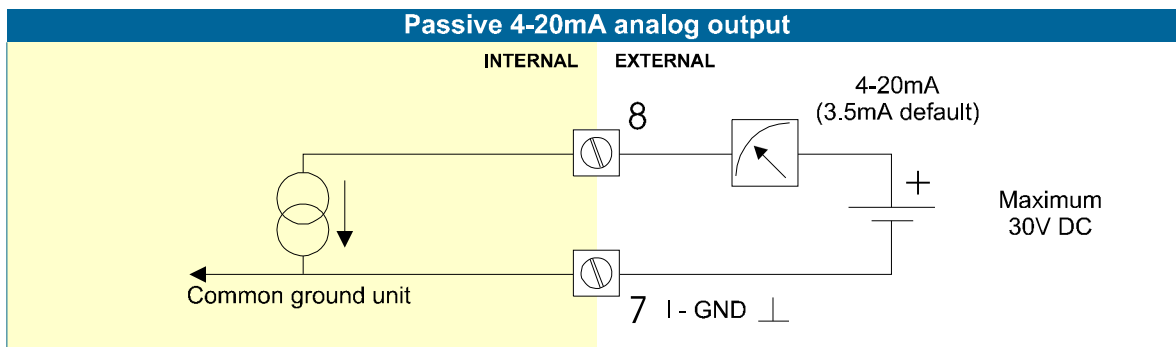 Passive 4-20mA analog output
INTERNAL EXTERNAL
4-20mA
(3.5mA default)
8
+
Maximum
30V DC
Common ground unit
7 I - GND